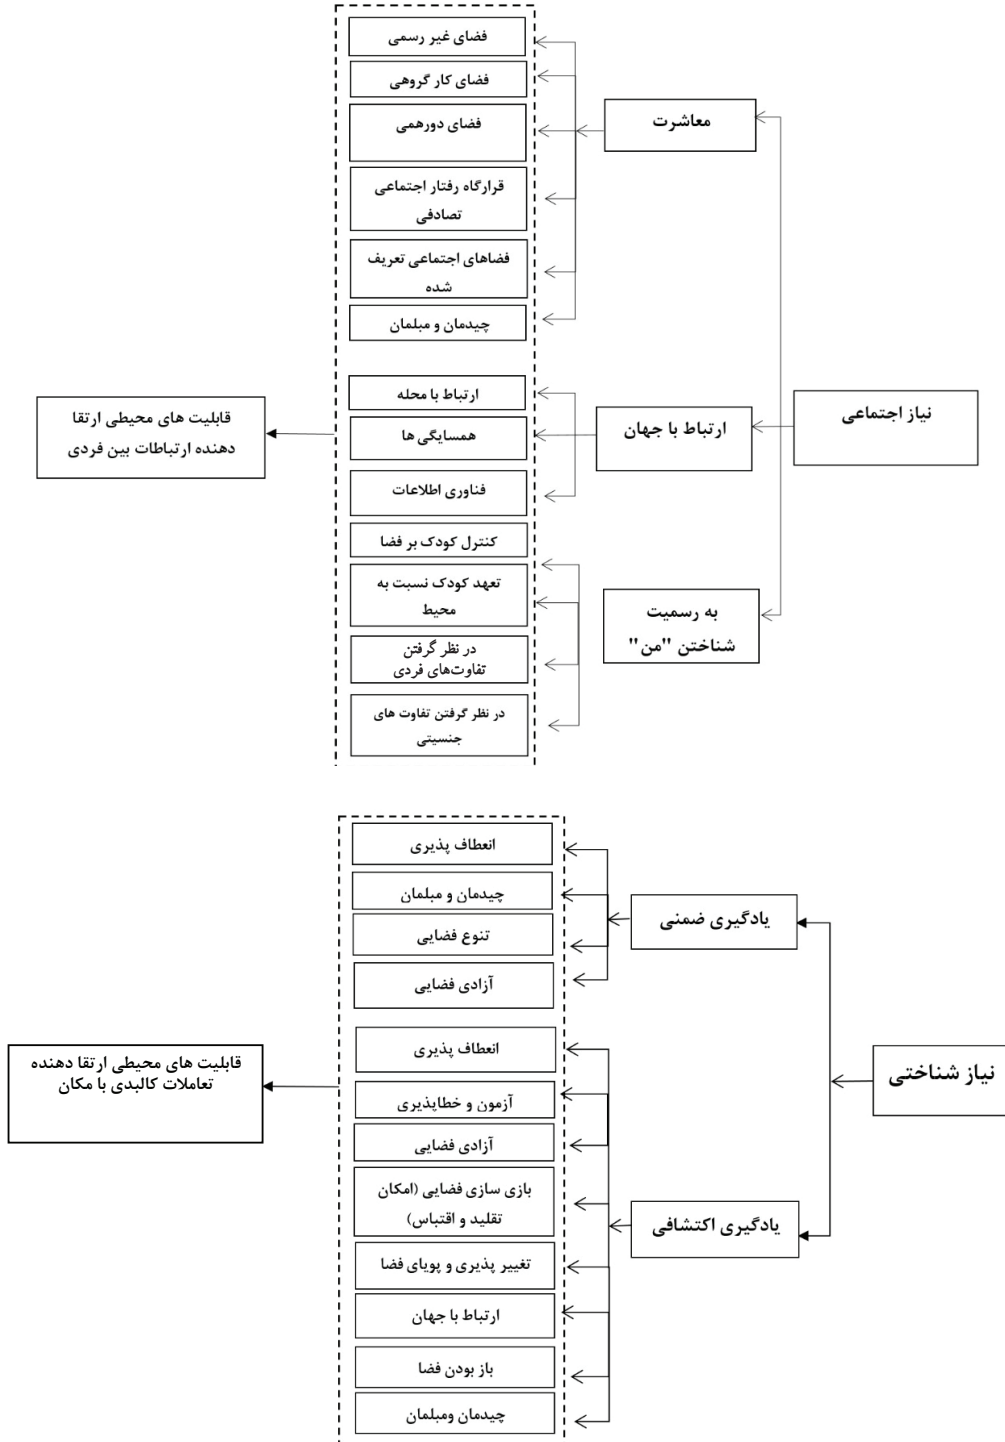 نیاز اجتماعی
معاشرت
فضای غیر رسمی
فضای کار گروهی
فضای دورهمی
قرارگاه رفتار اجتماعی
تصادفی
فضاهای اجتماعی تعریف
شده
چیدمان و مبلمان
ارتباط با جهان
ارتباط با محله
همسایگی ها
فناوری اطلاعات
به رسمیت
شناختن "من"
کنترل کودک بر فضا
تعهد کودک نسبت به
محیط
در نظر گرفتن
تفاوت‌های فردی
در نظر گرفتن تفاوت های
جنسیتی
قابلیت های محیطی ارتقا
دهنده ارتباطات بین فردی
نیاز شناختی
یادگیری ضمنی
انعطاف پذیری
چیدمان و مبلمان
تنوع فضایی
آزادی فضایی
یادگیری اکتشافی
انعطاف پذیری
آزمون و خطاپذیری
آزادی فضایی
بازی سازی فضایی (امکان
تقلید و اقتباس)
تغییر پذیری و پویای فضا
ارتباط با جهان
باز بودن فضا
چیدمان ومبلمان
قابلیت های محیطی ارتقا دهنده
تعاملات کالبدی با مکان